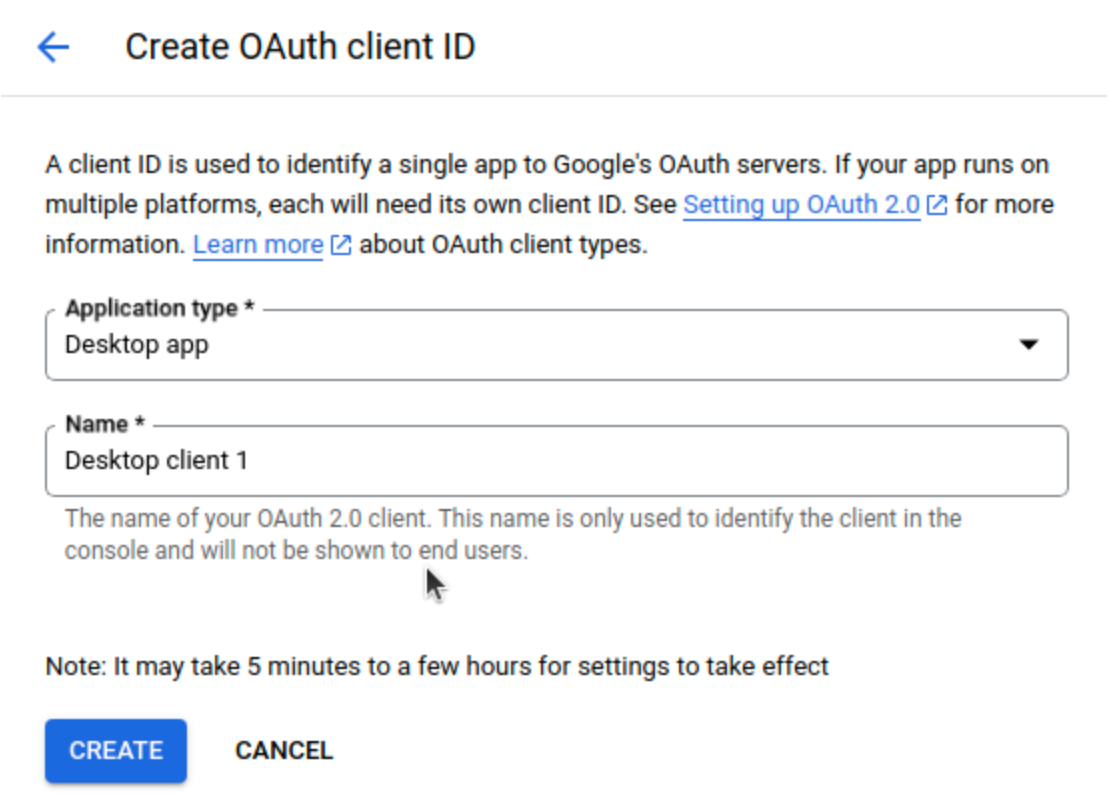 Create OAuth client ID
A client ID is used to identify a single app to Google's OAuth servers. If your app runs on
multiple platforms, each will need its own client ID. See Setting up OAuth 2.0 for more
information. Learn more about OAuth client types.
Application type *
Desktop app
Name *
Desktop client 1
The name of your OAuth 2.0 client. This name is only used to identify the client in the
console and will not be shown to end users.
Note: It may take 5 minutes to a few hours for settings to take effect
CREATE CANCEL